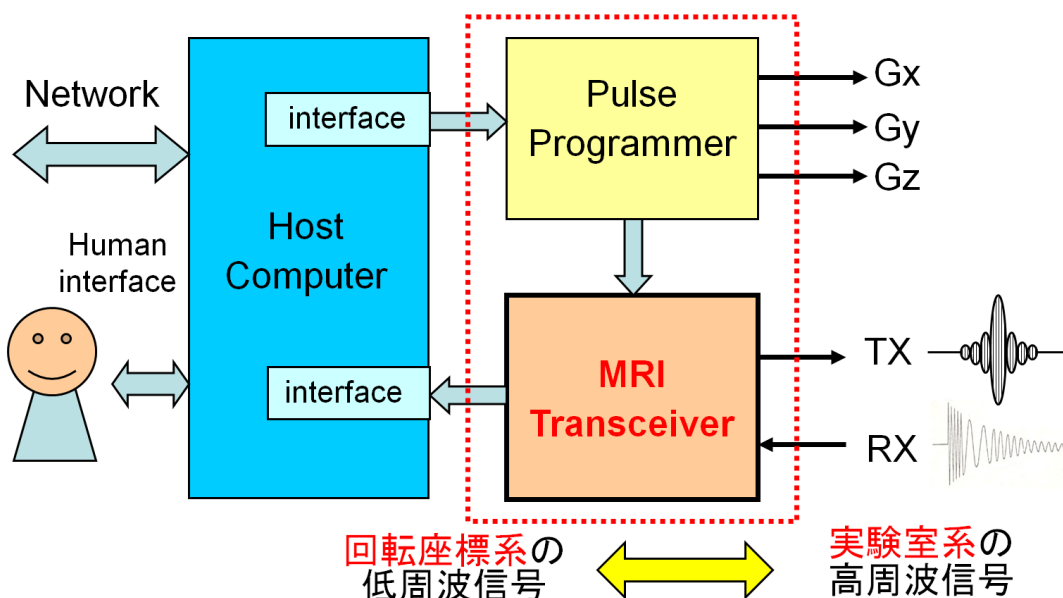 Network
interface
Pulse
Programmer
Gx
Gy
Gz
Human
interface
Host
Computer
interface
MRI
Transceiver
TX
RX
回転座標系の
低周波信号
実験室系の
高周波信号